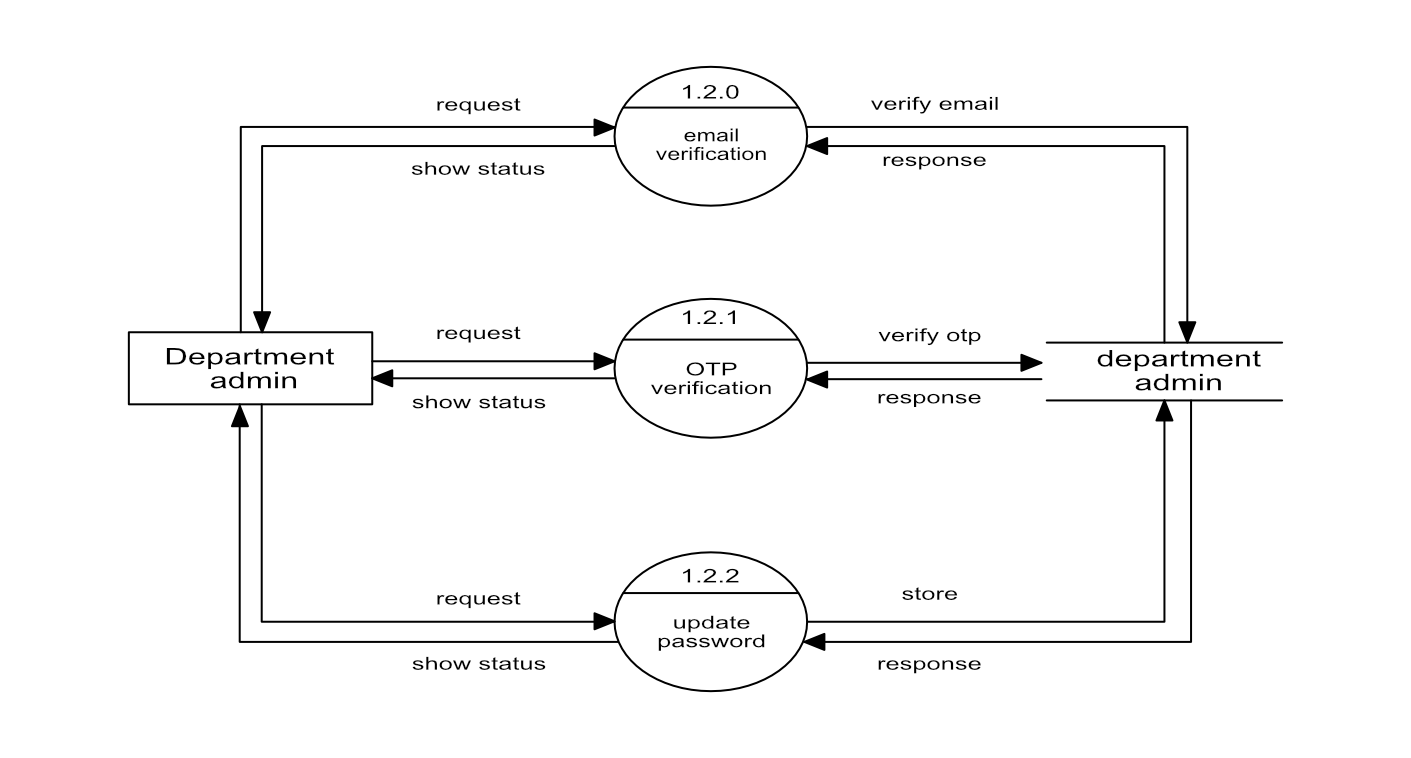 1.2.0
request
verify email
email
verification
show status
response
1.2.1
request
verify otp
Department
admin
department
admin
OTP
verification
show status
response
1.2.2
request
store
update
password
show status
response